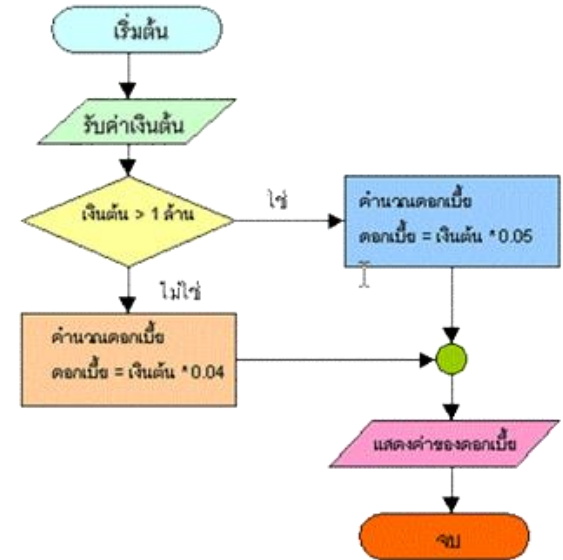 เริ่มต้น
รับค่าเงินต้น
เงินต้น > 1 ล้าน
ใช่
คำนวณดอกเบี้ย
ดอกเบี้ย = เงินต้น *0.05
ไม่ใช่
คำนวณดอกเบี้ย
ดอกเบี้ย = เงินต้น *0.04
แสดงค่าของดอกเบี้ย
จบ